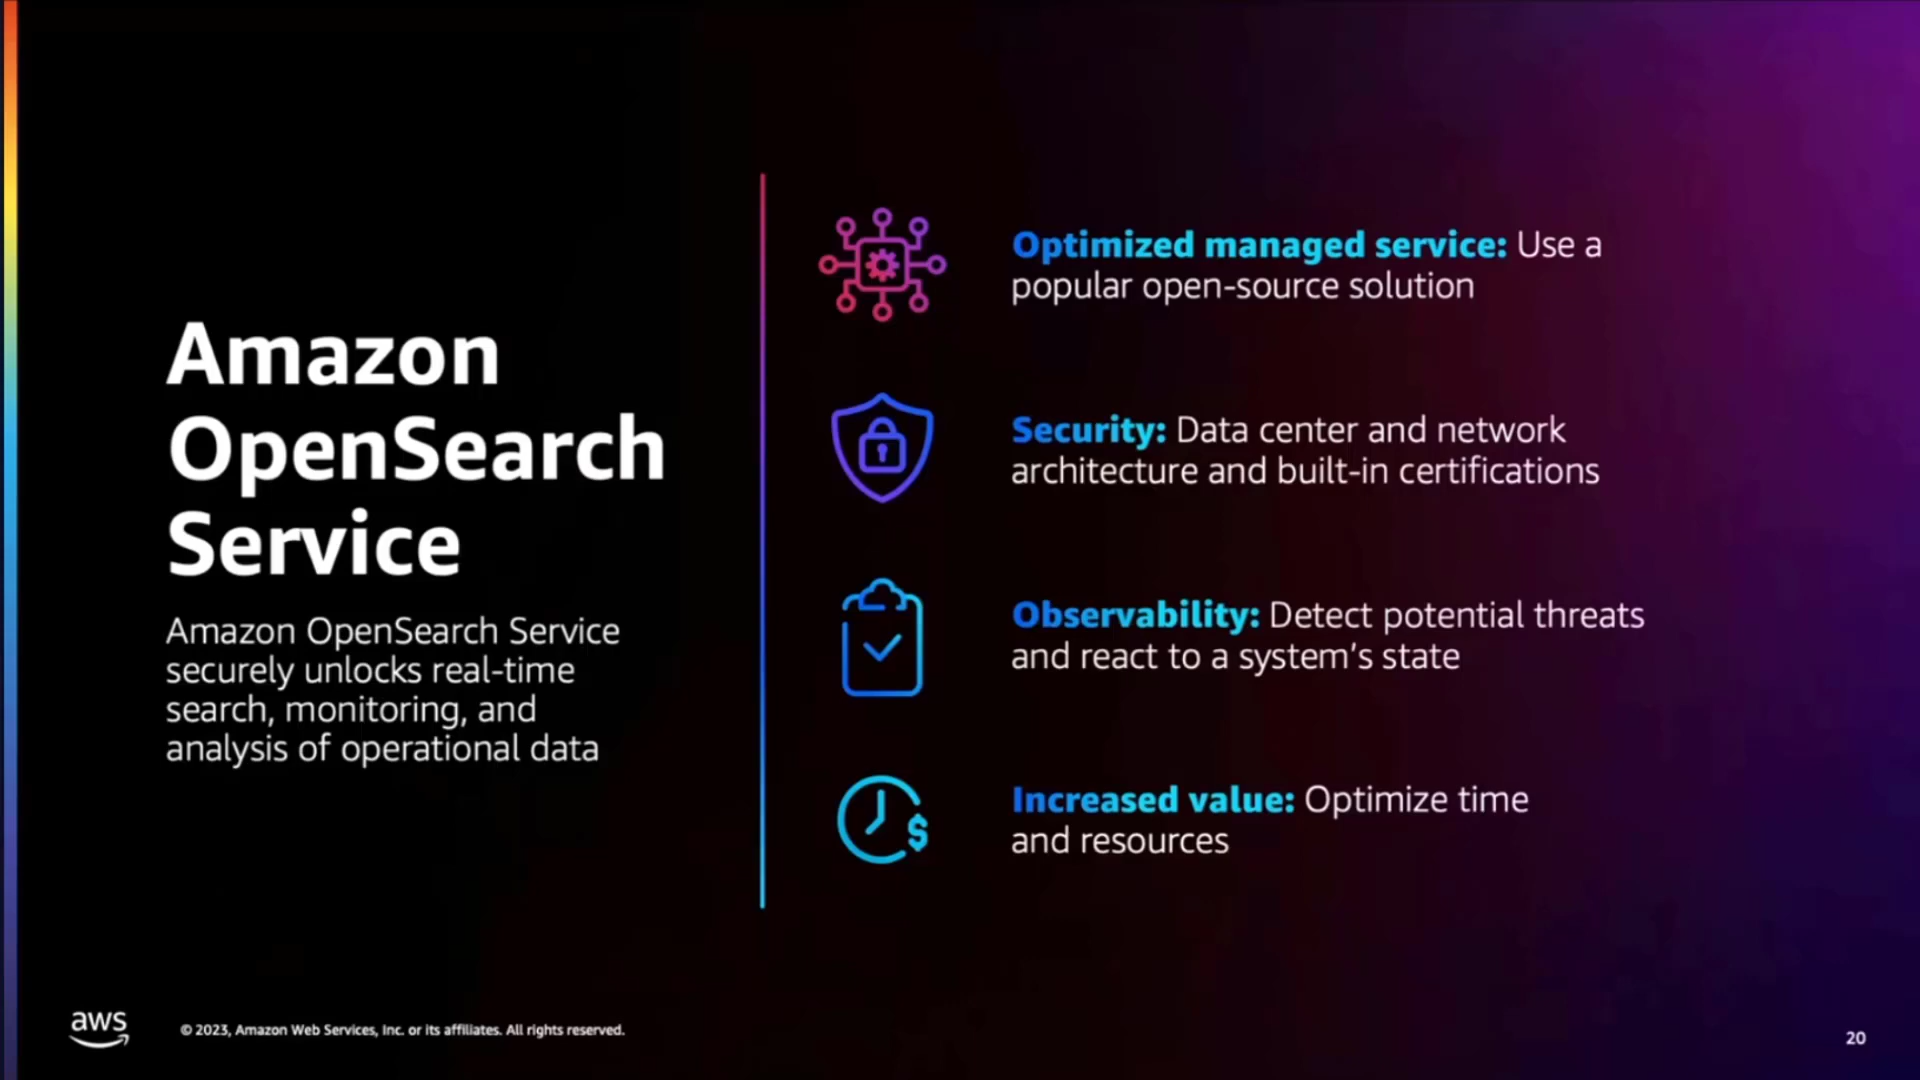 Amazon
OpenSearch
Service
Amazon OpenSearch Service
securely unlocks real-time
search, monitoring, and
analysis of operational data
Optimized managed service: Use a
popular open-source solution
Security: Data center and network
architecture and built-in certifications
Observability: Detect potential threats
and react to a system's state
Increased value: Optimize time
and resources
$
aws
© 2023, Amazon Web Services, Inc. or its affiliates. All rights reserved.
20